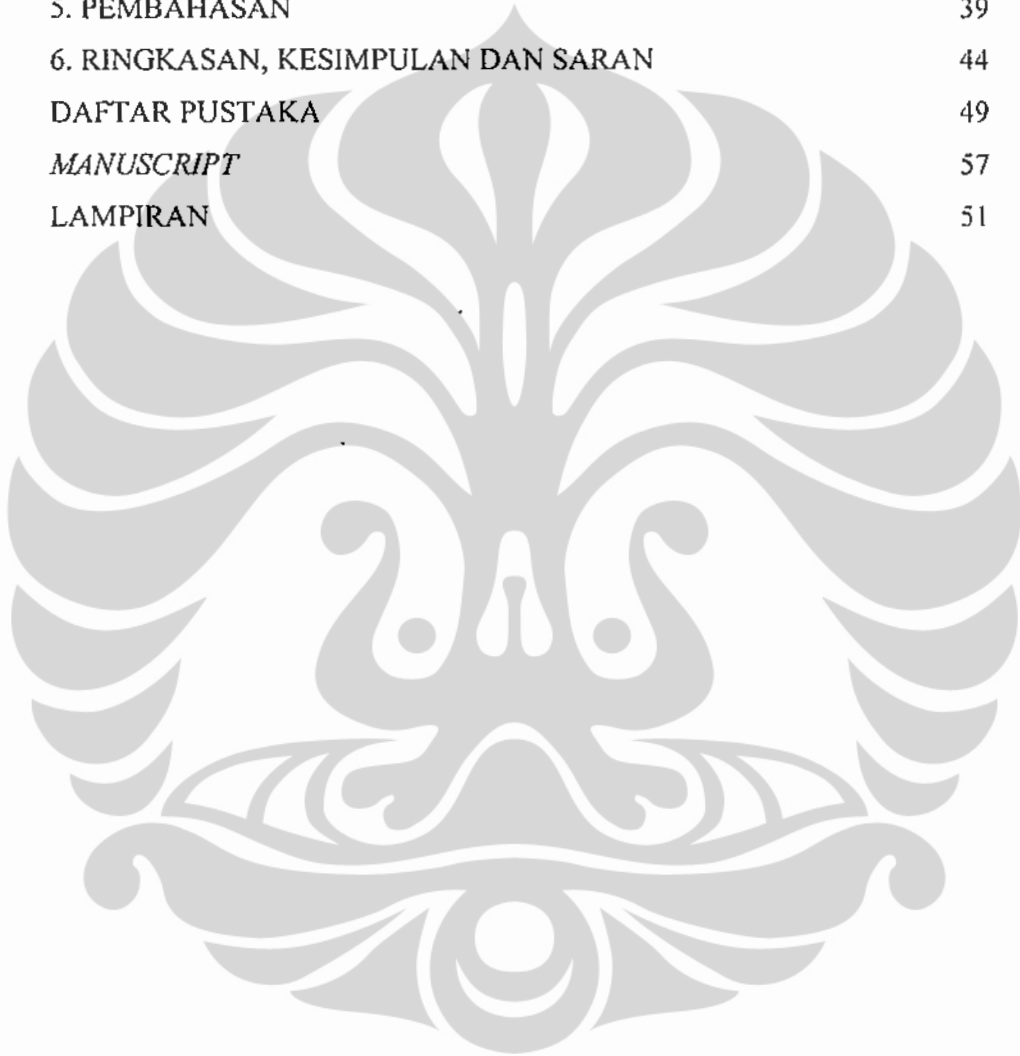 5. PEMBAHASAN 39
6. RINGKASAN, KESIMPULAN DAN SARAN 44
DAFTAR PUSTAKA 49
MANUSCRIPT 57
LAMPIRAN 51